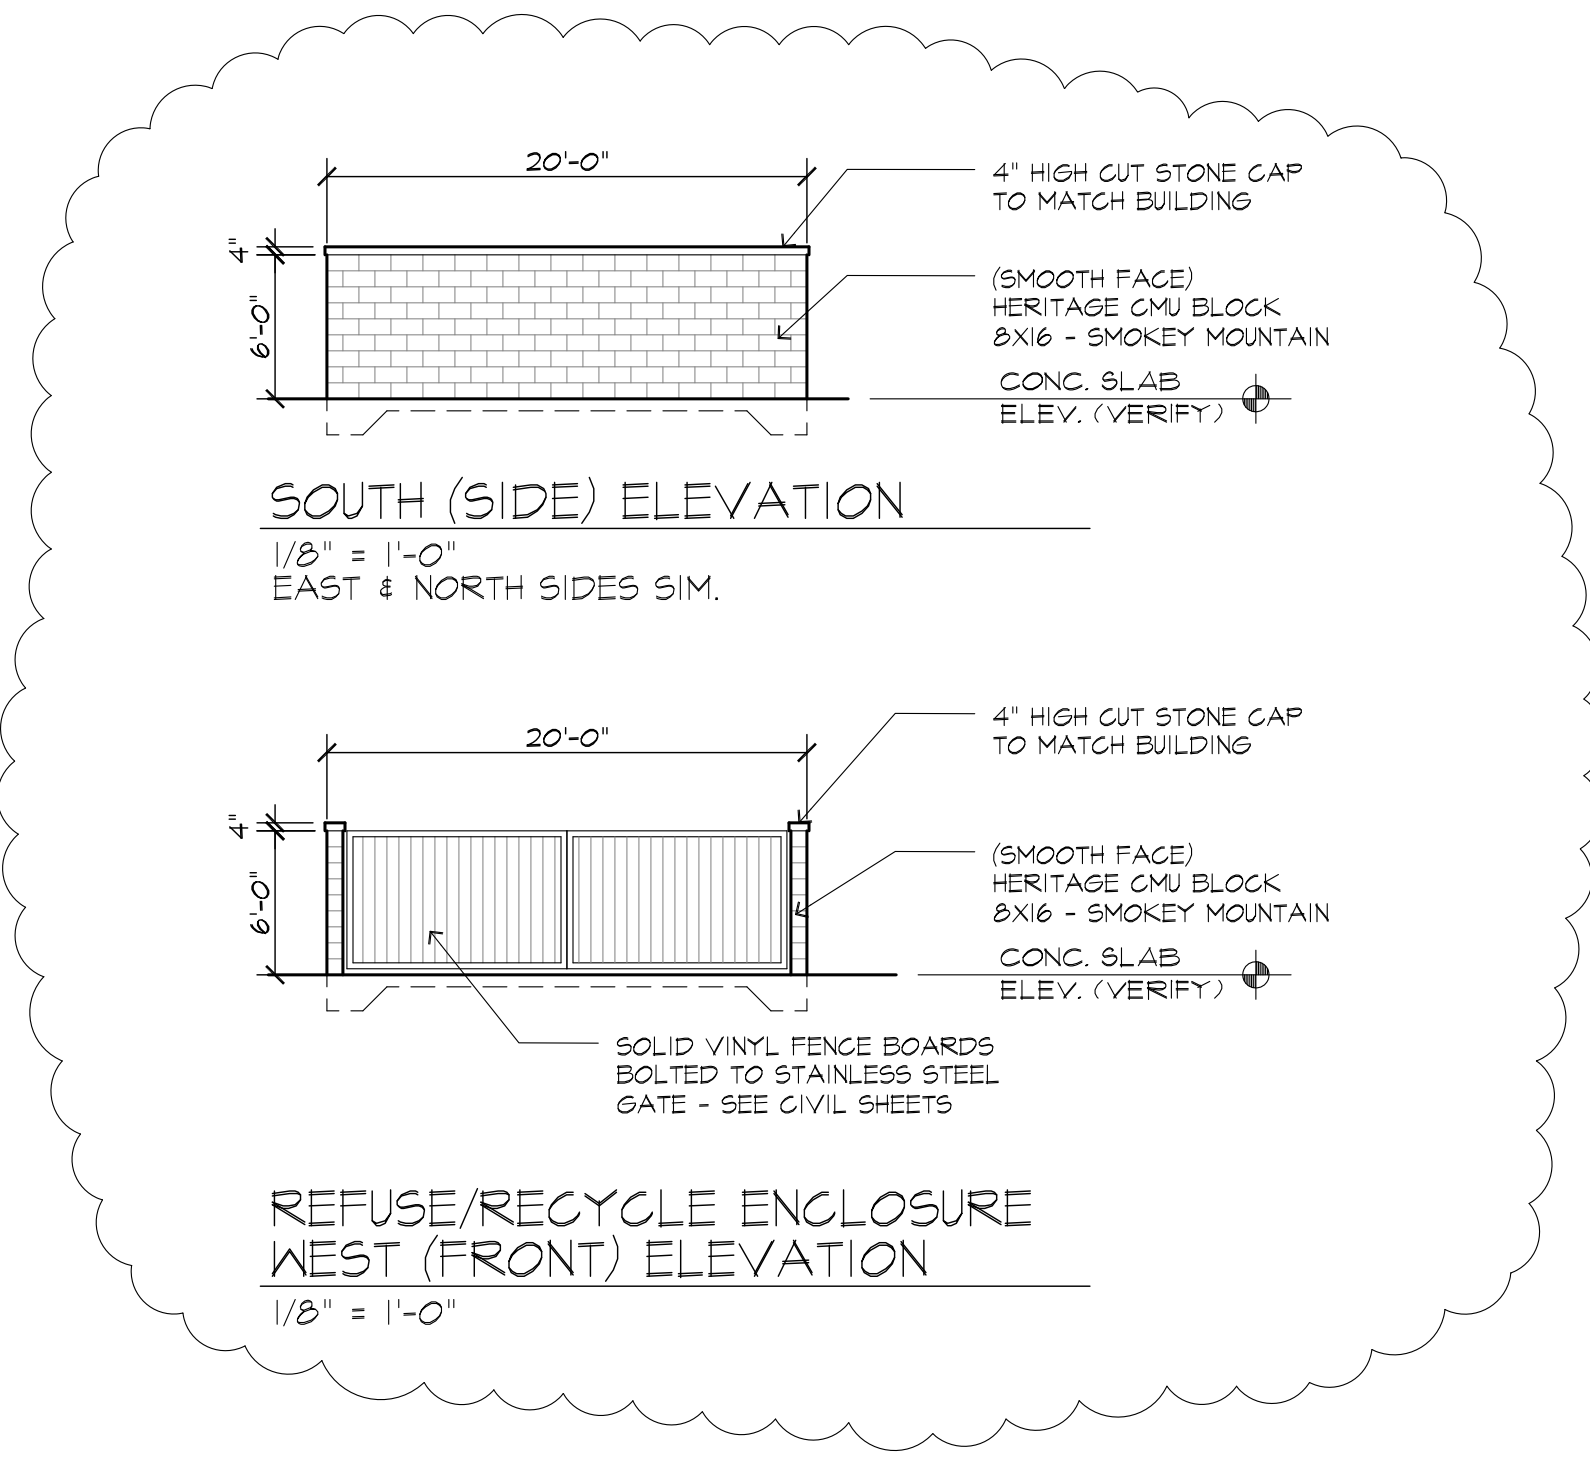 20'-0"
4" HIGH CUT STONE CAP
TO MATCH BUILDING
4"
(SMOOTH FACE)
HERITAGE CMU BLOCK
8X16 - SMOKEY MOUNTAIN
6'-0"
CONC. SLAB
ELEV. (VERIFY)
SOUTH (SIDE) ELEVATION
1/8" = 1'-0"
EAST & NORTH SIDES SIM.
20'-0"
4" HIGH CUT STONE CAP
TO MATCH BUILDING
4"
(SMOOTH FACE)
HERITAGE CMU BLOCK
8X16 - SMOKEY MOUNTAIN
6'-0"
CONC. SLAB
ELEV. (VERIFY)
SOLID VINYL FENCE BOARDS
BOLTED TO STAINLESS STEEL
GATE - SEE CIVIL SHEETS
REFUSE/RECYCLE ENCLOSURE
WEST (FRONT) ELEVATION
1/8" = 1'-0"